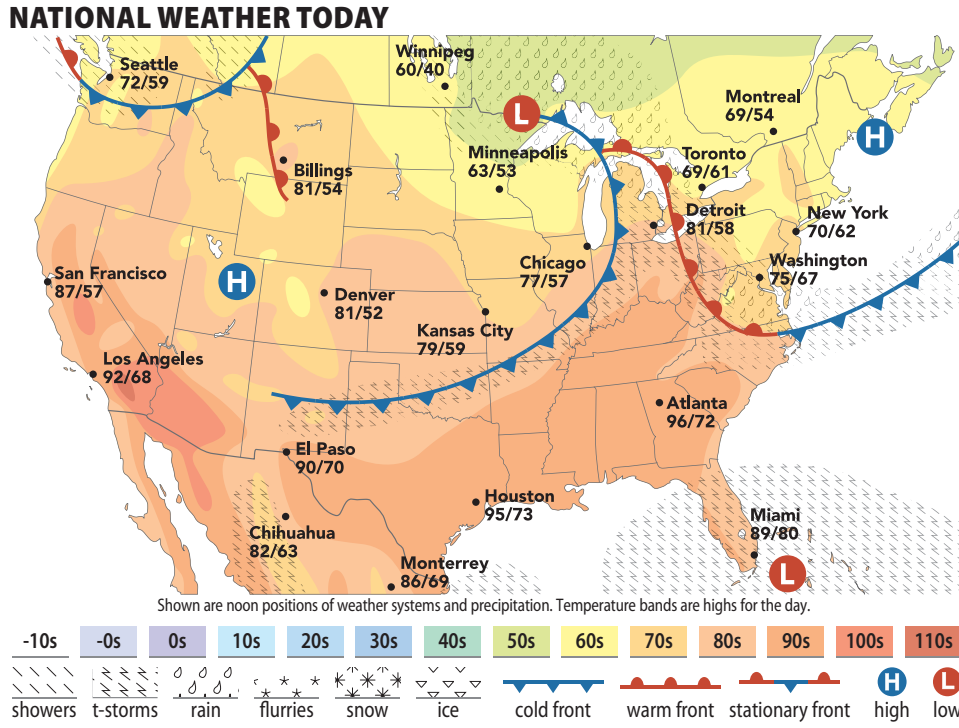 NATIONAL WEATHER TODAY
Winnipeg
60/40
Seattle
72/59
Montreal
69/54
L
H
Minneapolis
63/53
Toronto
69/61
Billings
81/54
Detroit
81/58
New York
70/62
Washington
75/67
San Francisco
87/57
H
Chicago
77/57
Denver
81/52
Kansas City
79/59
Los Angeles
92/68
Atlanta
96/72
El Paso
90/70
Houston
95/73
Miami
89/80
Chihuahua
82/63
Monterrey
86/69
L
Shown are noon positions of weather systems and precipitation. Temperature bands are highs for the day.
-10s -0s 0s 10s 20s 30s 40s 50s 60s 70s 80s 90s 100s 110s
H L
showers t-storms rain flurries snow ice cold front warm front stationary front high low